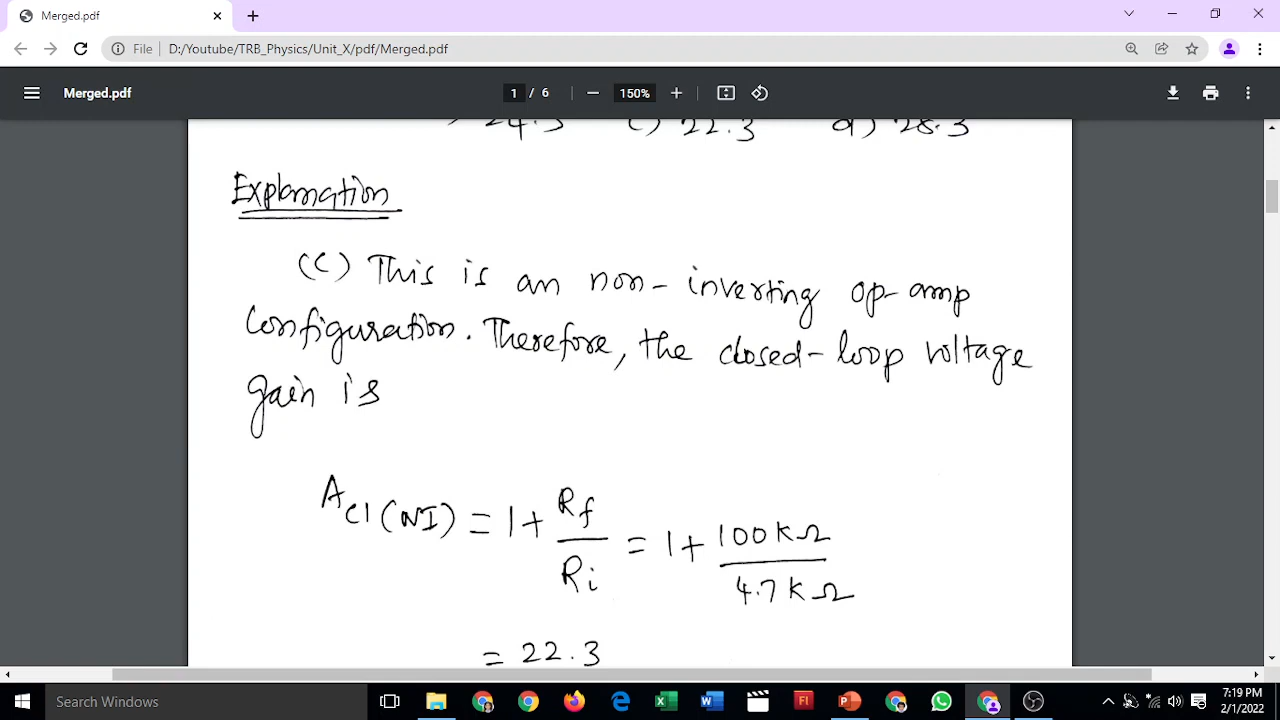 Merged.pdf
File D:/Youtube/TRB_Physics/Unit_X/pdf/Merged.pdf
Merged.pdf 1 / 6 150%
24.3 c) 22.3 d) 28.3
Explanation
(C) This is an non-inverting op-amp
configuration. Therefore, the closed-loop voltage
gain is
Acl(NI) = 1 + Rf/Ri = 1 + 100kΩ/4.7kΩ
= 22.3
Search Windows
7:19 PM
2/1/2022